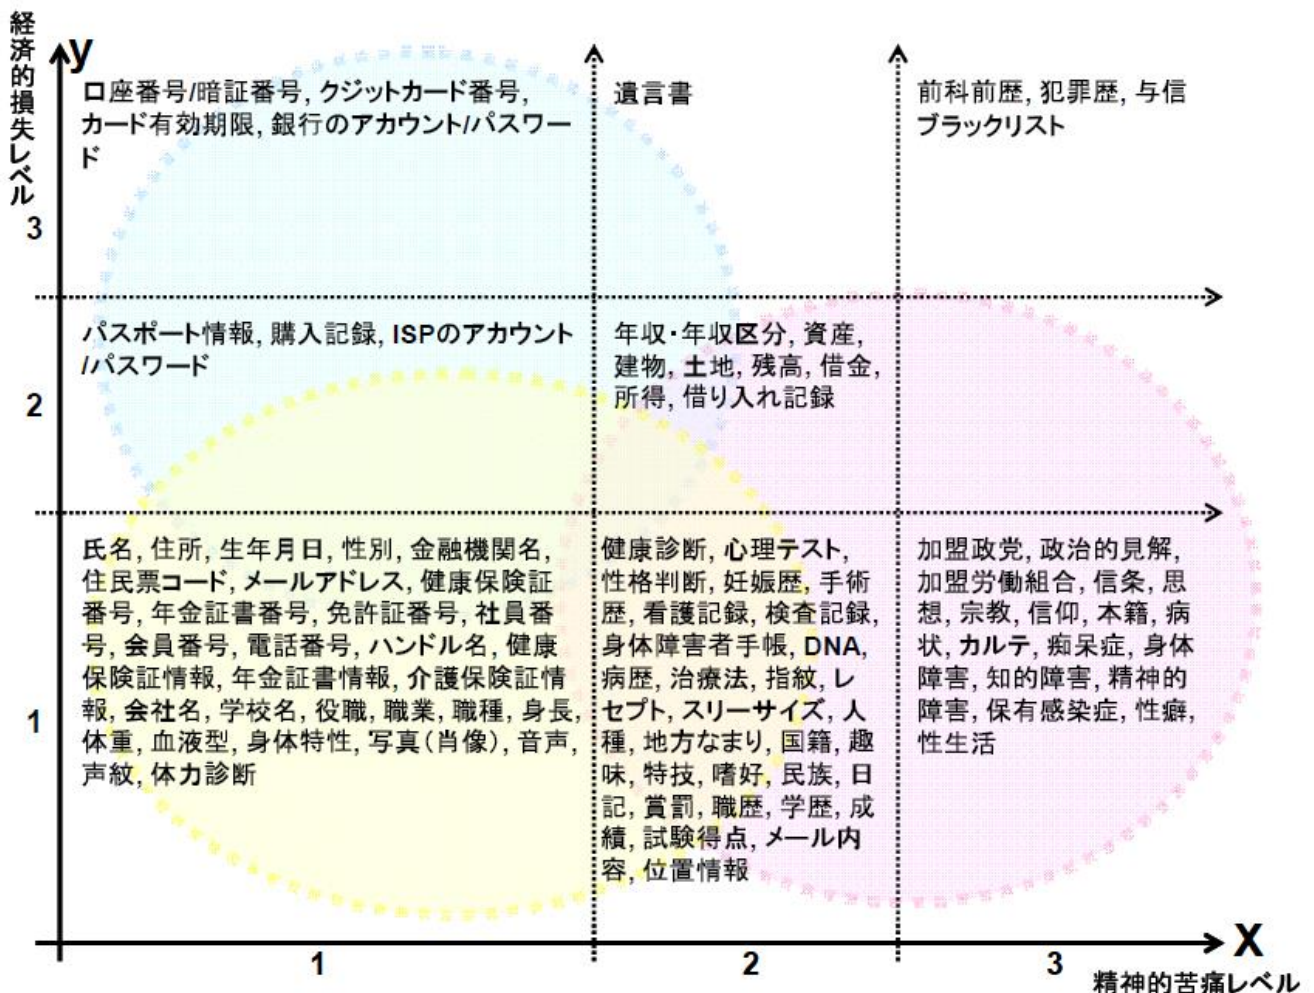 経済的損失レベル
y
口座番号/暗証番号, クジットカード番号,
カード有効期限, 銀行のアカウント/パスワー
ド
遺言書
前科前歴, 犯罪歴, 与信
ブラックリスト
3
パスポート情報, 購入記録, ISPのアカウント
/パスワード
年収・年収区分, 資産,
建物, 土地, 残高, 借金,
所得, 借り入れ記録
2
氏名, 住所, 生年月日, 性別, 金融機関名,
住民票コード, メールアドレス, 健康保険証
番号, 年金証書番号, 免許証番号, 社員番
号, 会員番号, 電話番号, ハンドル名, 健康
保険証情報, 年金証書情報, 介護保険証情
報, 会社名, 学校名, 役職, 職業, 職種, 身長,
体重, 血液型, 身体特性, 写真(肖像), 音声,
声紋, 体力診断
健康診断, 心理テスト,
性格判断, 妊娠歴, 手術
歴, 看護記録, 検査記録,
身体障害者手帳, DNA,
病歴, 治療法, 指紋, レ
セプト, スリーサイズ, 人
種, 地方なまり, 国籍, 趣
味, 特技, 嗜好, 民族, 日
記, 賞罰, 職歴, 学歴, 成
績, 試験得点, メール内
容, 位置情報
加盟政党, 政治的見解,
加盟労働組合, 信条, 思
想, 宗教, 信仰, 本籍, 病
状, カルテ, 痴呆症, 身体
障害, 知的障害, 精神的
障害, 保有感染症, 性癖,
性生活
1
1
2
3
X
精神的苦痛レベル